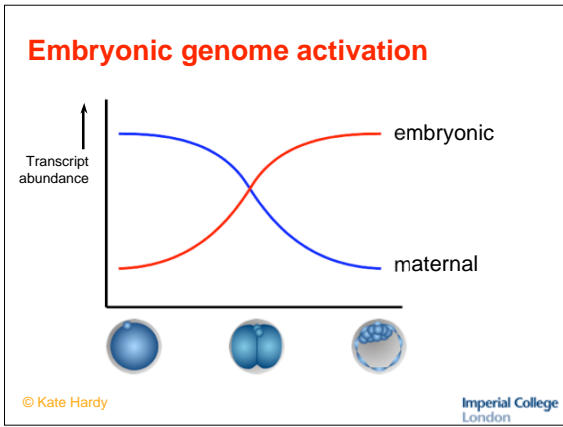 Embryonic genome activation
embryonic
Transcript
abundance
maternal
© Kate Hardy
Imperial College
London